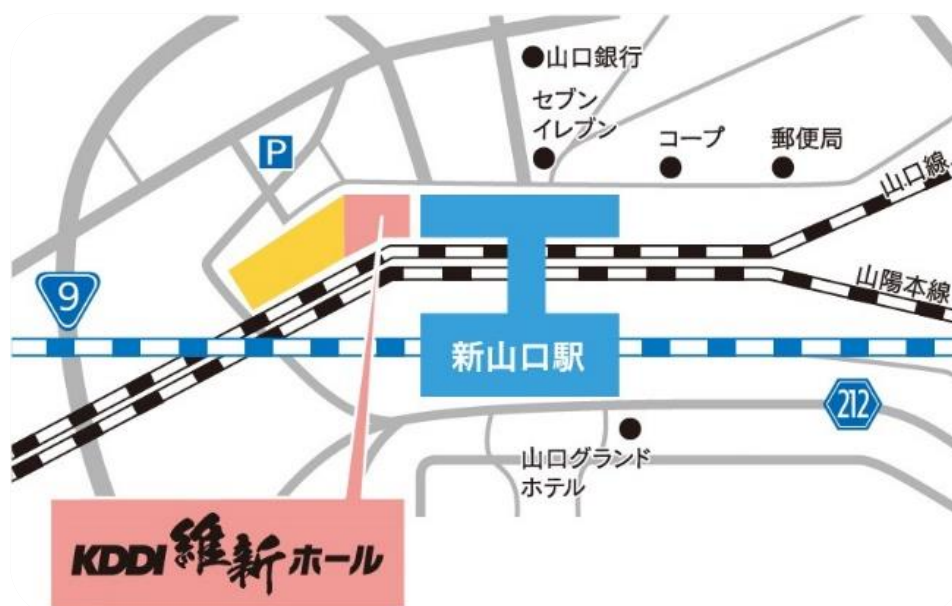 山口銀行
セブン
イレブン
コープ
郵便局
山口線
P
山陽本線
9
新山口駅
212
山口グランド
ホテル
KDDI維新ホール